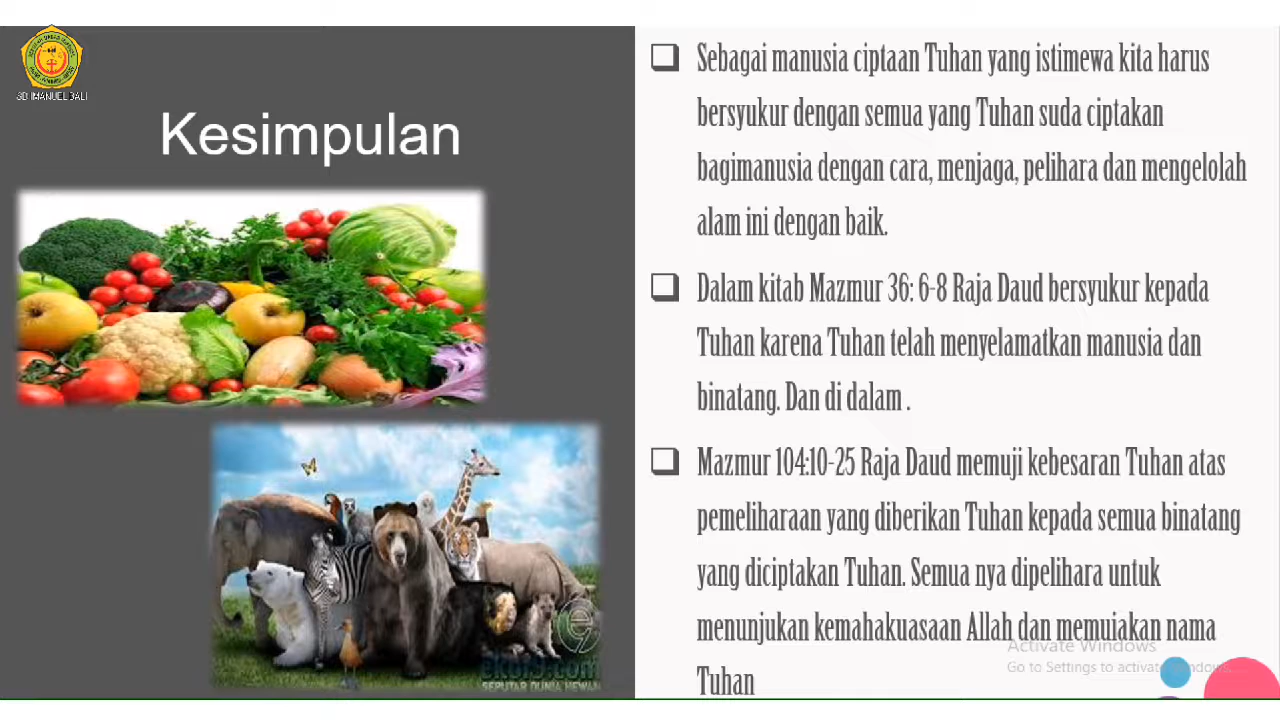 SD IMANUEL BALI
Kesimpulan
Sebagai manusia ciptaan Tuhan yang istimewa kita harus
bersyukur dengan semua yang Tuhan suda ciptakan
bagimanusia dengan cara, menjaga, pelihara dan mengelolah
alam ini dengan baik.
Dalam kitab Mazmur 36: 6-8 Raja Daud bersyukur kepada
Tuhan karena Tuhan telah menyelamatkan manusia dan
binatang. Dan di dalam .
Mazmur 104:10-25 Raja Daud memuji kebesaran Tuhan atas
pemeliharaan yang diberikan Tuhan kepada semua binatang
yang diciptakan Tuhan. Semua nya dipelihara untuk
menunjukan kemahakuasaan Allah dan memuiakan nama
Tuhan
Activate Windows
Go to Settings to activate Windows.
ekor9.com
SEPUTAR DUNIA HEWAN